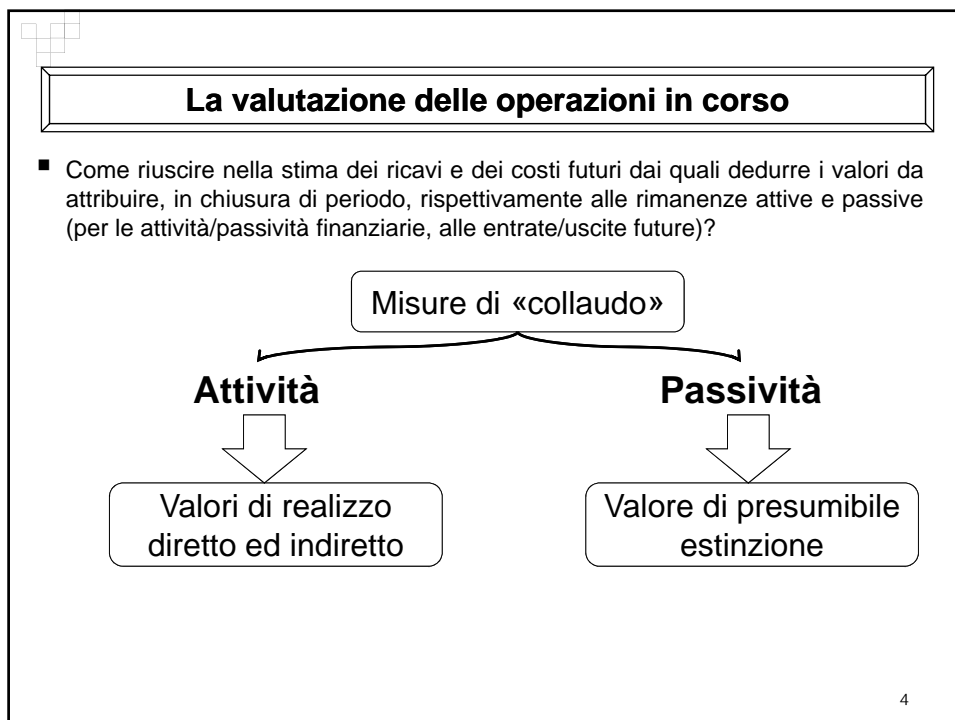 La valutazione delle operazioni in corso
▪ Come riuscire nella stima dei ricavi e dei costi futuri dai quali dedurre i valori da
attribuire, in chiusura di periodo, rispettivamente alle rimanenze attive e passive
(per le attività/passività finanziarie, alle entrate/uscite future)?
Misure di «collaudo»
Attività
Passività
Valori di realizzo
diretto ed indiretto
Valore di presumibile
estinzione
4